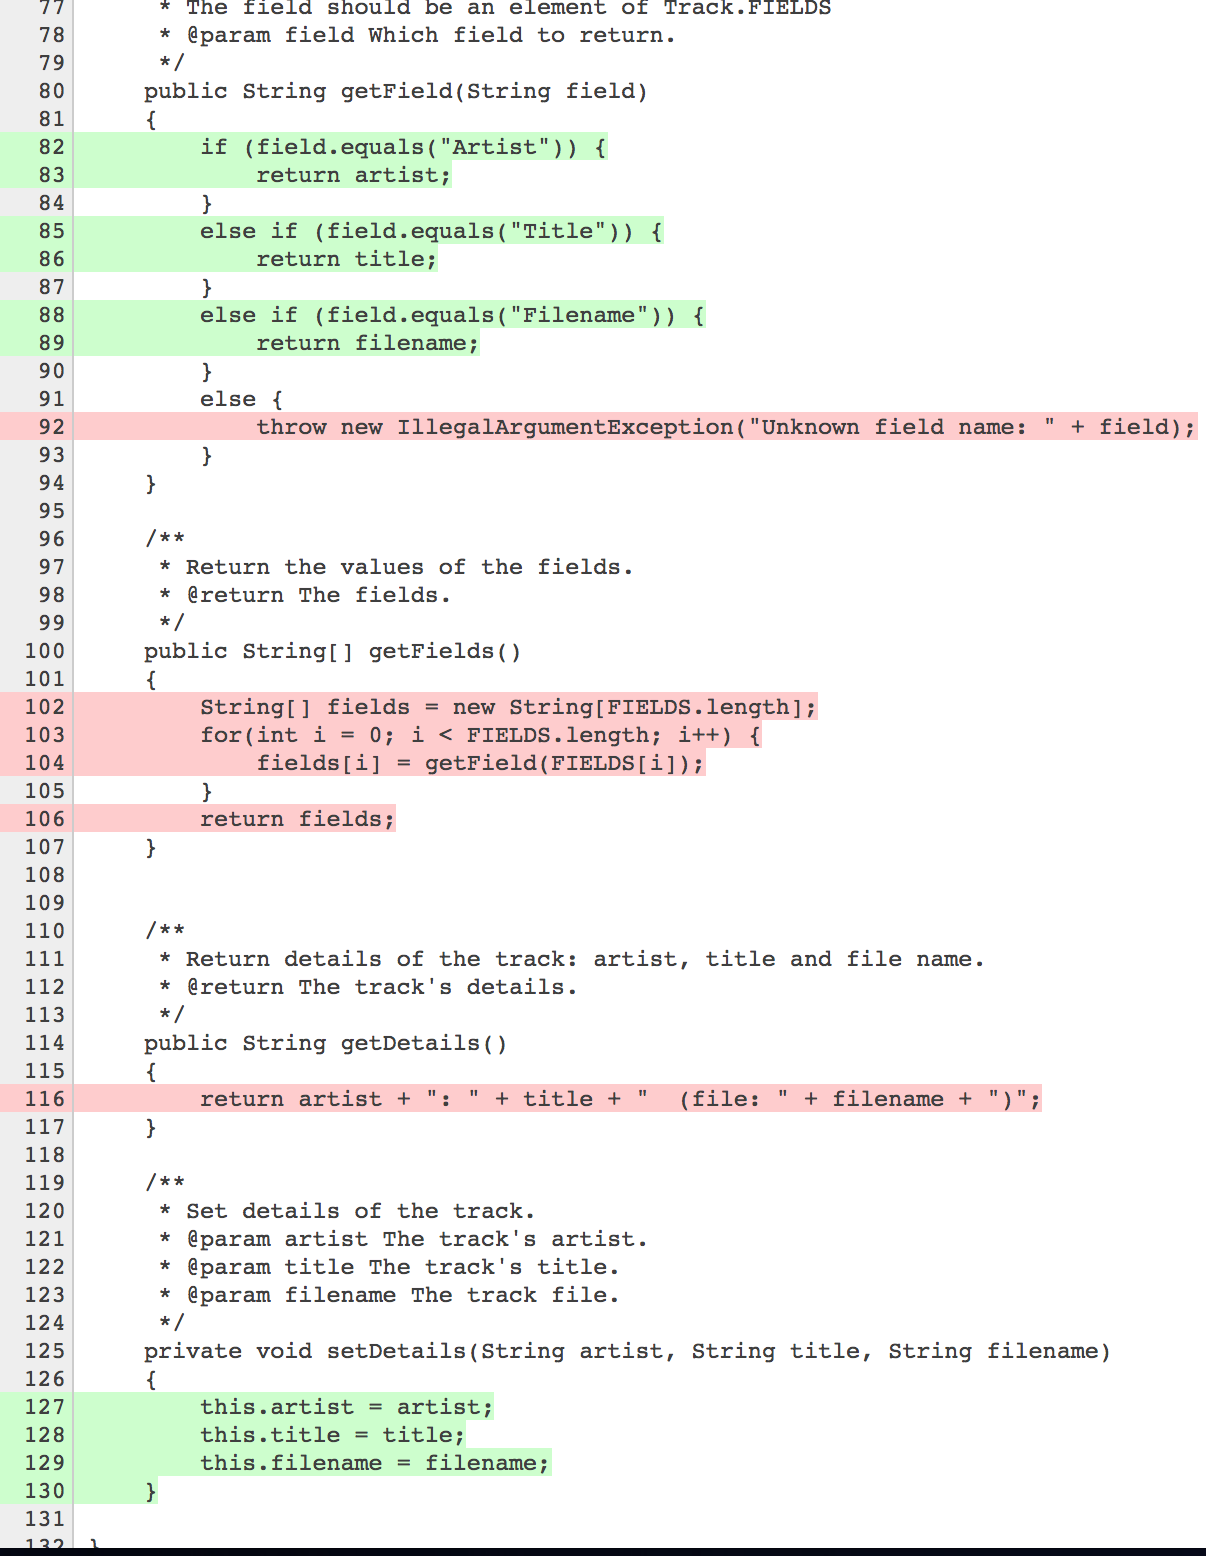 77 * The field should be an element of Track.FIELDS
78 * @param field Which field to return.
79 */
80 public String getField(String field)
81 {
82 if (field.equals("Artist")) {
83 return artist;
84 }
85 else if (field.equals("Title")) {
86 return title;
87 }
88 else if (field.equals("Filename")) {
89 return filename;
90 }
91 else {
92 throw new IllegalArgumentException("Unknown field name: " + field);
93 }
94 }
95
96 /**
97 * Return the values of the fields.
98 * @return The fields.
99 */
100 public String[] getFields()
101 {
102 String[] fields = new String[FIELDS.length];
103 for(int i = 0; i < FIELDS.length; i++) {
104 fields[i] = getField(FIELDS[i]);
105 }
106 return fields;
107 }
108
109
110 /**
111 * Return details of the track: artist, title and file name.
112 * @return The track's details.
113 */
114 public String getDetails()
115 {
116 return artist + ": " + title + "  (file: " + filename + ")";
117 }
118
119 /**
120 * Set details of the track.
121 * @param artist The track's artist.
122 * @param title The track's title.
123 * @param filename The track file.
124 */
125 private void setDetails(String artist, String title, String filename)
126 {
127 this.artist = artist;
128 this.title = title;
129 this.filename = filename;
130 }
131
132 }